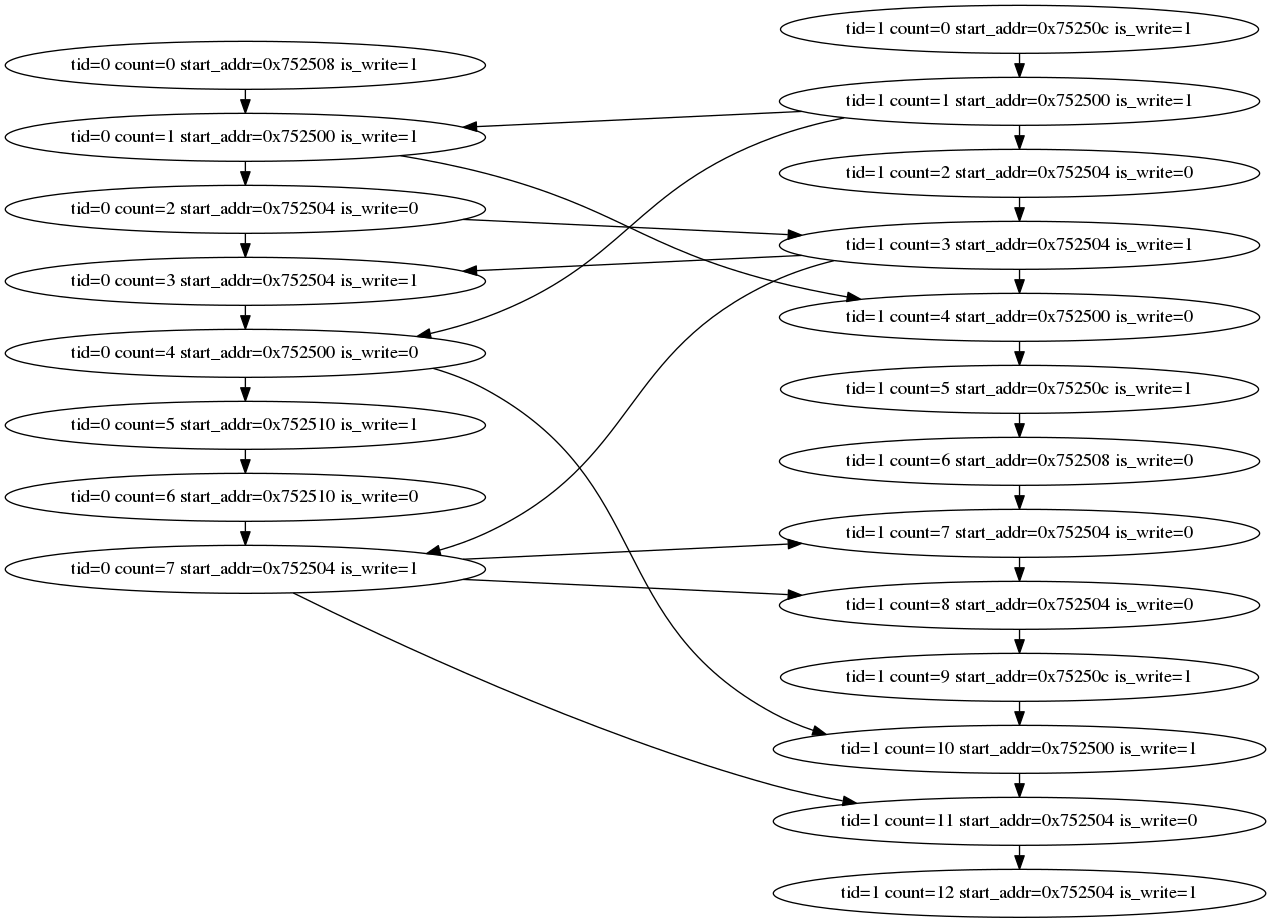 tid=1 count=0 start_addr=0x75250c is_write=1
tid=0 count=0 start_addr=0x752508 is_write=1
tid=1 count=1 start_addr=0x752500 is_write=1
tid=0 count=1 start_addr=0x752500 is_write=1
tid=1 count=2 start_addr=0x752504 is_write=0
tid=0 count=2 start_addr=0x752504 is_write=0
tid=1 count=3 start_addr=0x752504 is_write=1
tid=0 count=3 start_addr=0x752504 is_write=1
tid=1 count=4 start_addr=0x752500 is_write=0
tid=0 count=4 start_addr=0x752500 is_write=0
tid=1 count=5 start_addr=0x75250c is_write=1
tid=0 count=5 start_addr=0x752510 is_write=1
tid=1 count=6 start_addr=0x752508 is_write=0
tid=0 count=6 start_addr=0x752510 is_write=0
tid=1 count=7 start_addr=0x752504 is_write=0
tid=0 count=7 start_addr=0x752504 is_write=1
tid=1 count=8 start_addr=0x752504 is_write=0
tid=1 count=9 start_addr=0x75250c is_write=1
tid=1 count=10 start_addr=0x752500 is_write=1
tid=1 count=11 start_addr=0x752504 is_write=0
tid=1 count=12 start_addr=0x752504 is_write=1